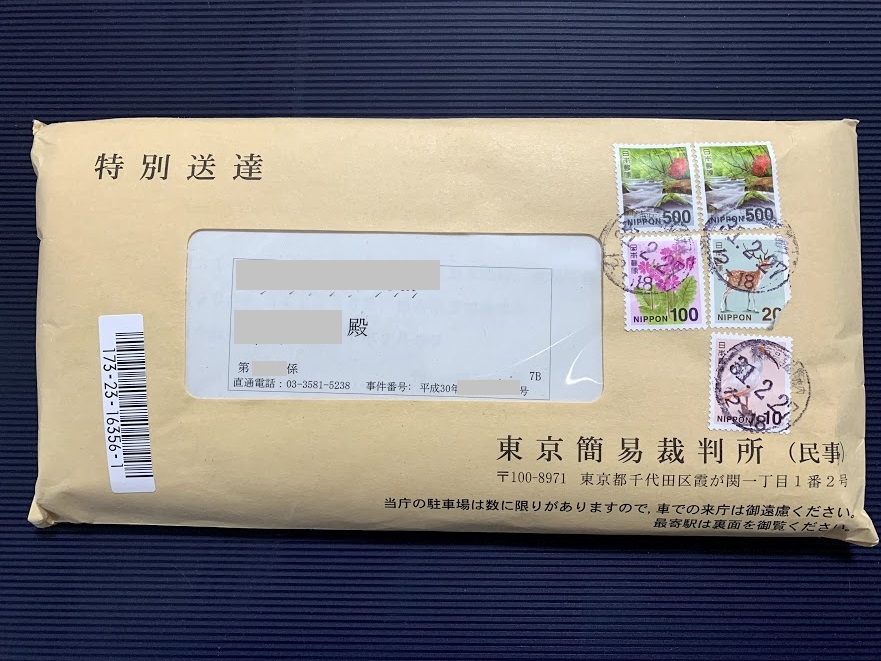 特別送達
日本郵便
NIPPON 500
日本郵便
NIPPON 500
日本郵便
NIPPON 100
NIPPON 20
日本
NIPPON 10
殿
第 係
7B
直通電話：03-3581-5238 事件番号: 平成30年 号
173-23-16356-1
東京簡易裁判所（民事）
〒100-8971 東京都千代田区霞が関一丁目1番2号
当庁の駐車場は数に限りがありますので，車での来庁は御遠慮ください。
最寄駅は裏面を御覧ください。